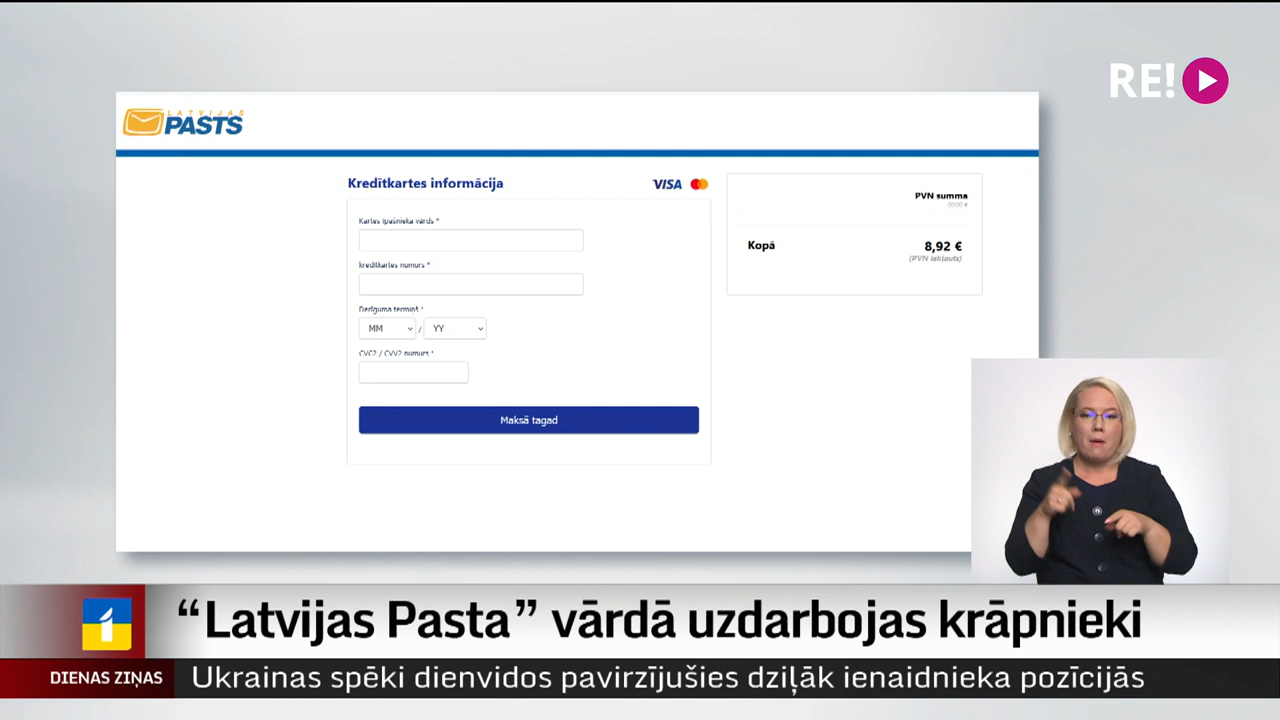 RE!
LATVIJAS
PASTS
Kredītkartes informācija
VISA
Kartes īpašnieka vārds *
kredītkartes numurs *
Derīguma termiņš *
MM / YY
CVC2 / CVV2 numurs *
Maksā tagad
PVN summa
Kopā
8,92 €
(PVN iekļauts)
1
“Latvijas Pasta” vārdā uzdarbojas krāpnieki
DIENAS ZIŅAS
Ukrainas spēki dienvidos pavirzījušies dziļāk ienaidnieka pozīcijās